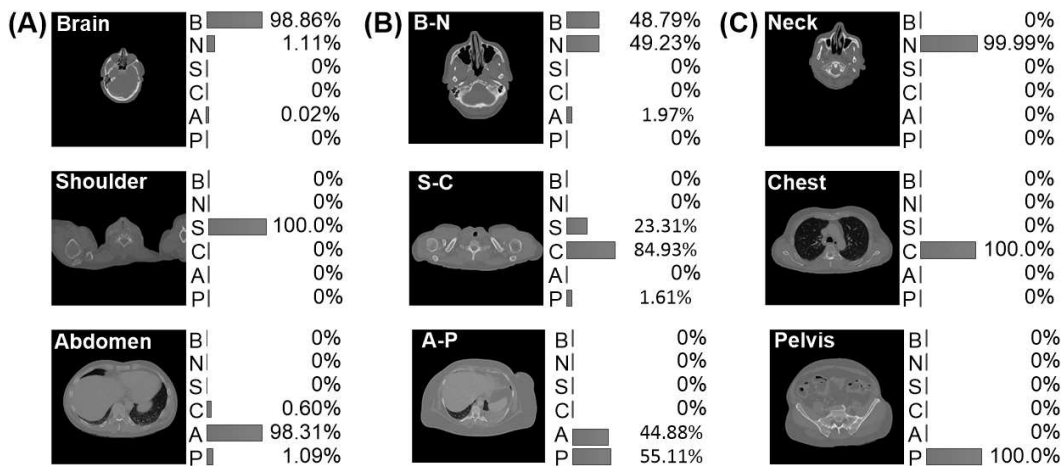 (A) Brain
B 98.86%
N 1.11%
S 0%
C 0%
A 0.02%
P 0%
Shoulder
B 0%
N 0%
S 100.0%
C 0%
A 0%
P 0%
Abdomen
B 0%
N 0%
S 0%
C 0.60%
A 98.31%
P 1.09%
(B) B-N
B 48.79%
N 49.23%
S 0%
C 0%
A 1.97%
P 0%
S-C
B 0%
N 0%
S 23.31%
C 84.93%
A 0%
P 1.61%
A-P
B 0%
N 0%
S 0%
C 0%
A 44.88%
P 55.11%
(C) Neck
B 0%
N 99.99%
S 0%
C 0%
A 0%
P 0%
Chest
B 0%
N 0%
S 0%
C 100.0%
A 0%
P 0%
Pelvis
B 0%
N 0%
S 0%
C 0%
A 0%
P 100.0%